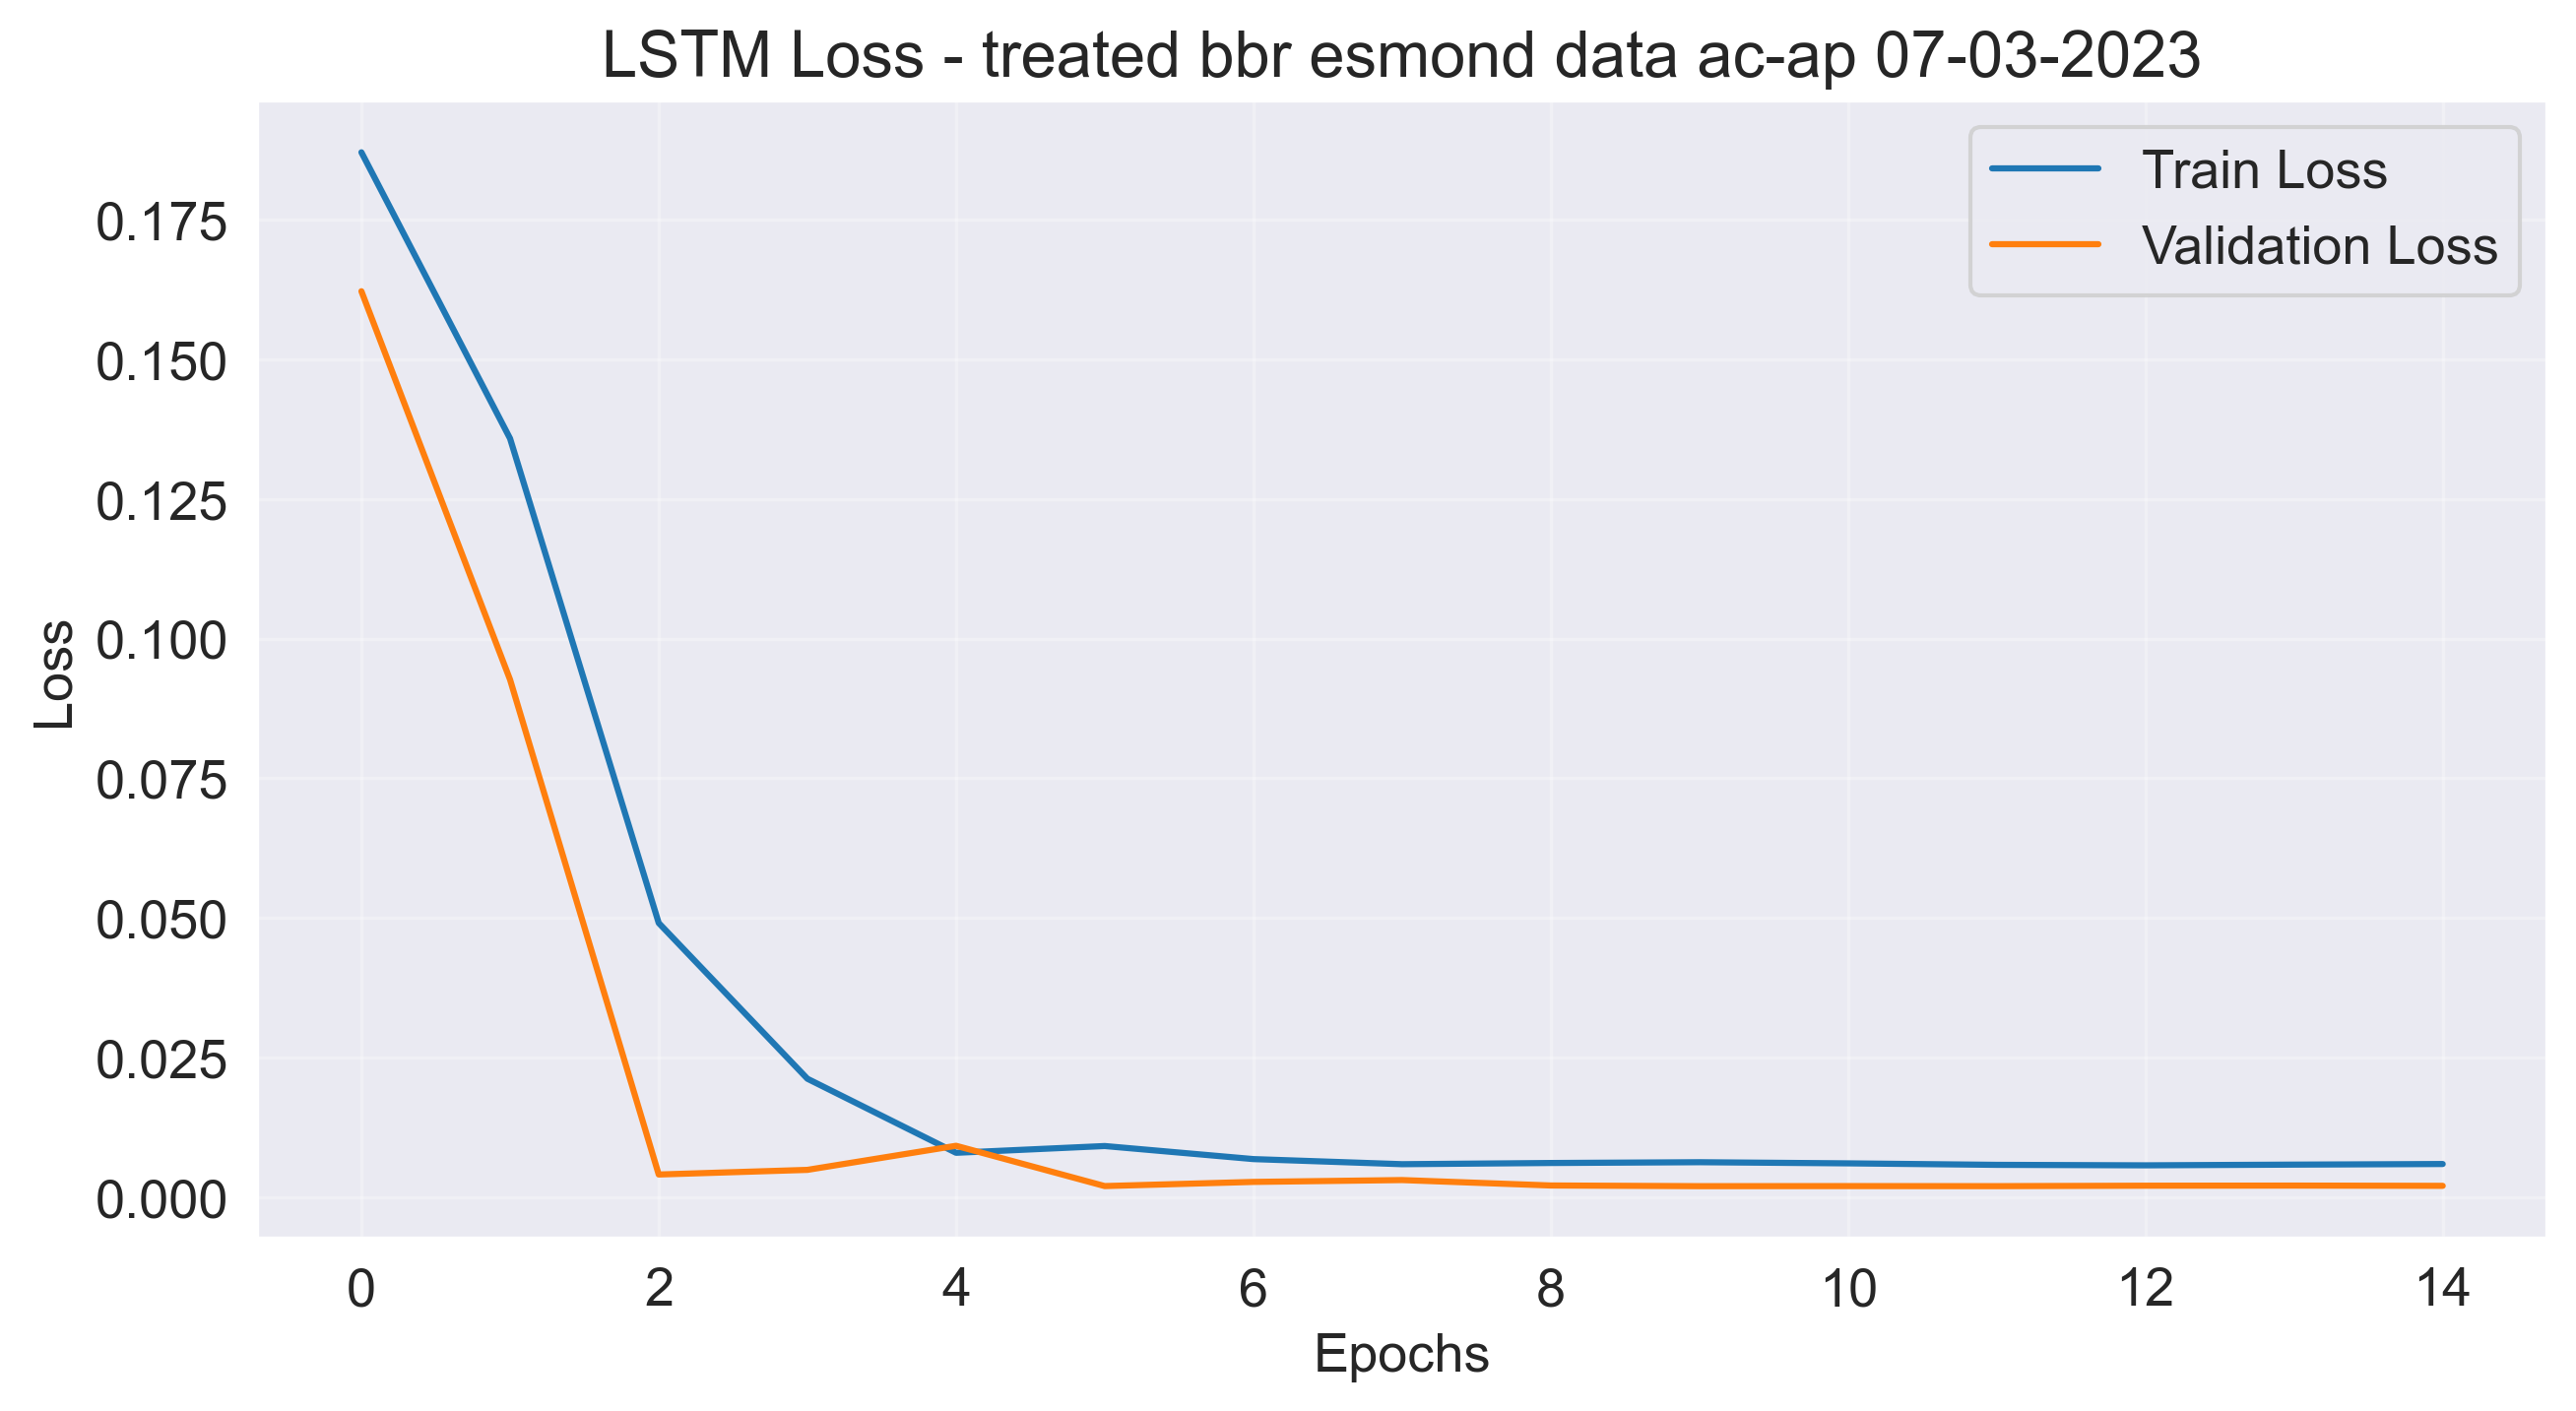 LSTM Loss - treated bbr esmond data ac-ap 07-03-2023
Train Loss
Validation Loss
0.175
0.150
0.125
0.100
0.075
0.050
0.025
0.000
Loss
0 2 4 6 8 10 12 14
Epochs